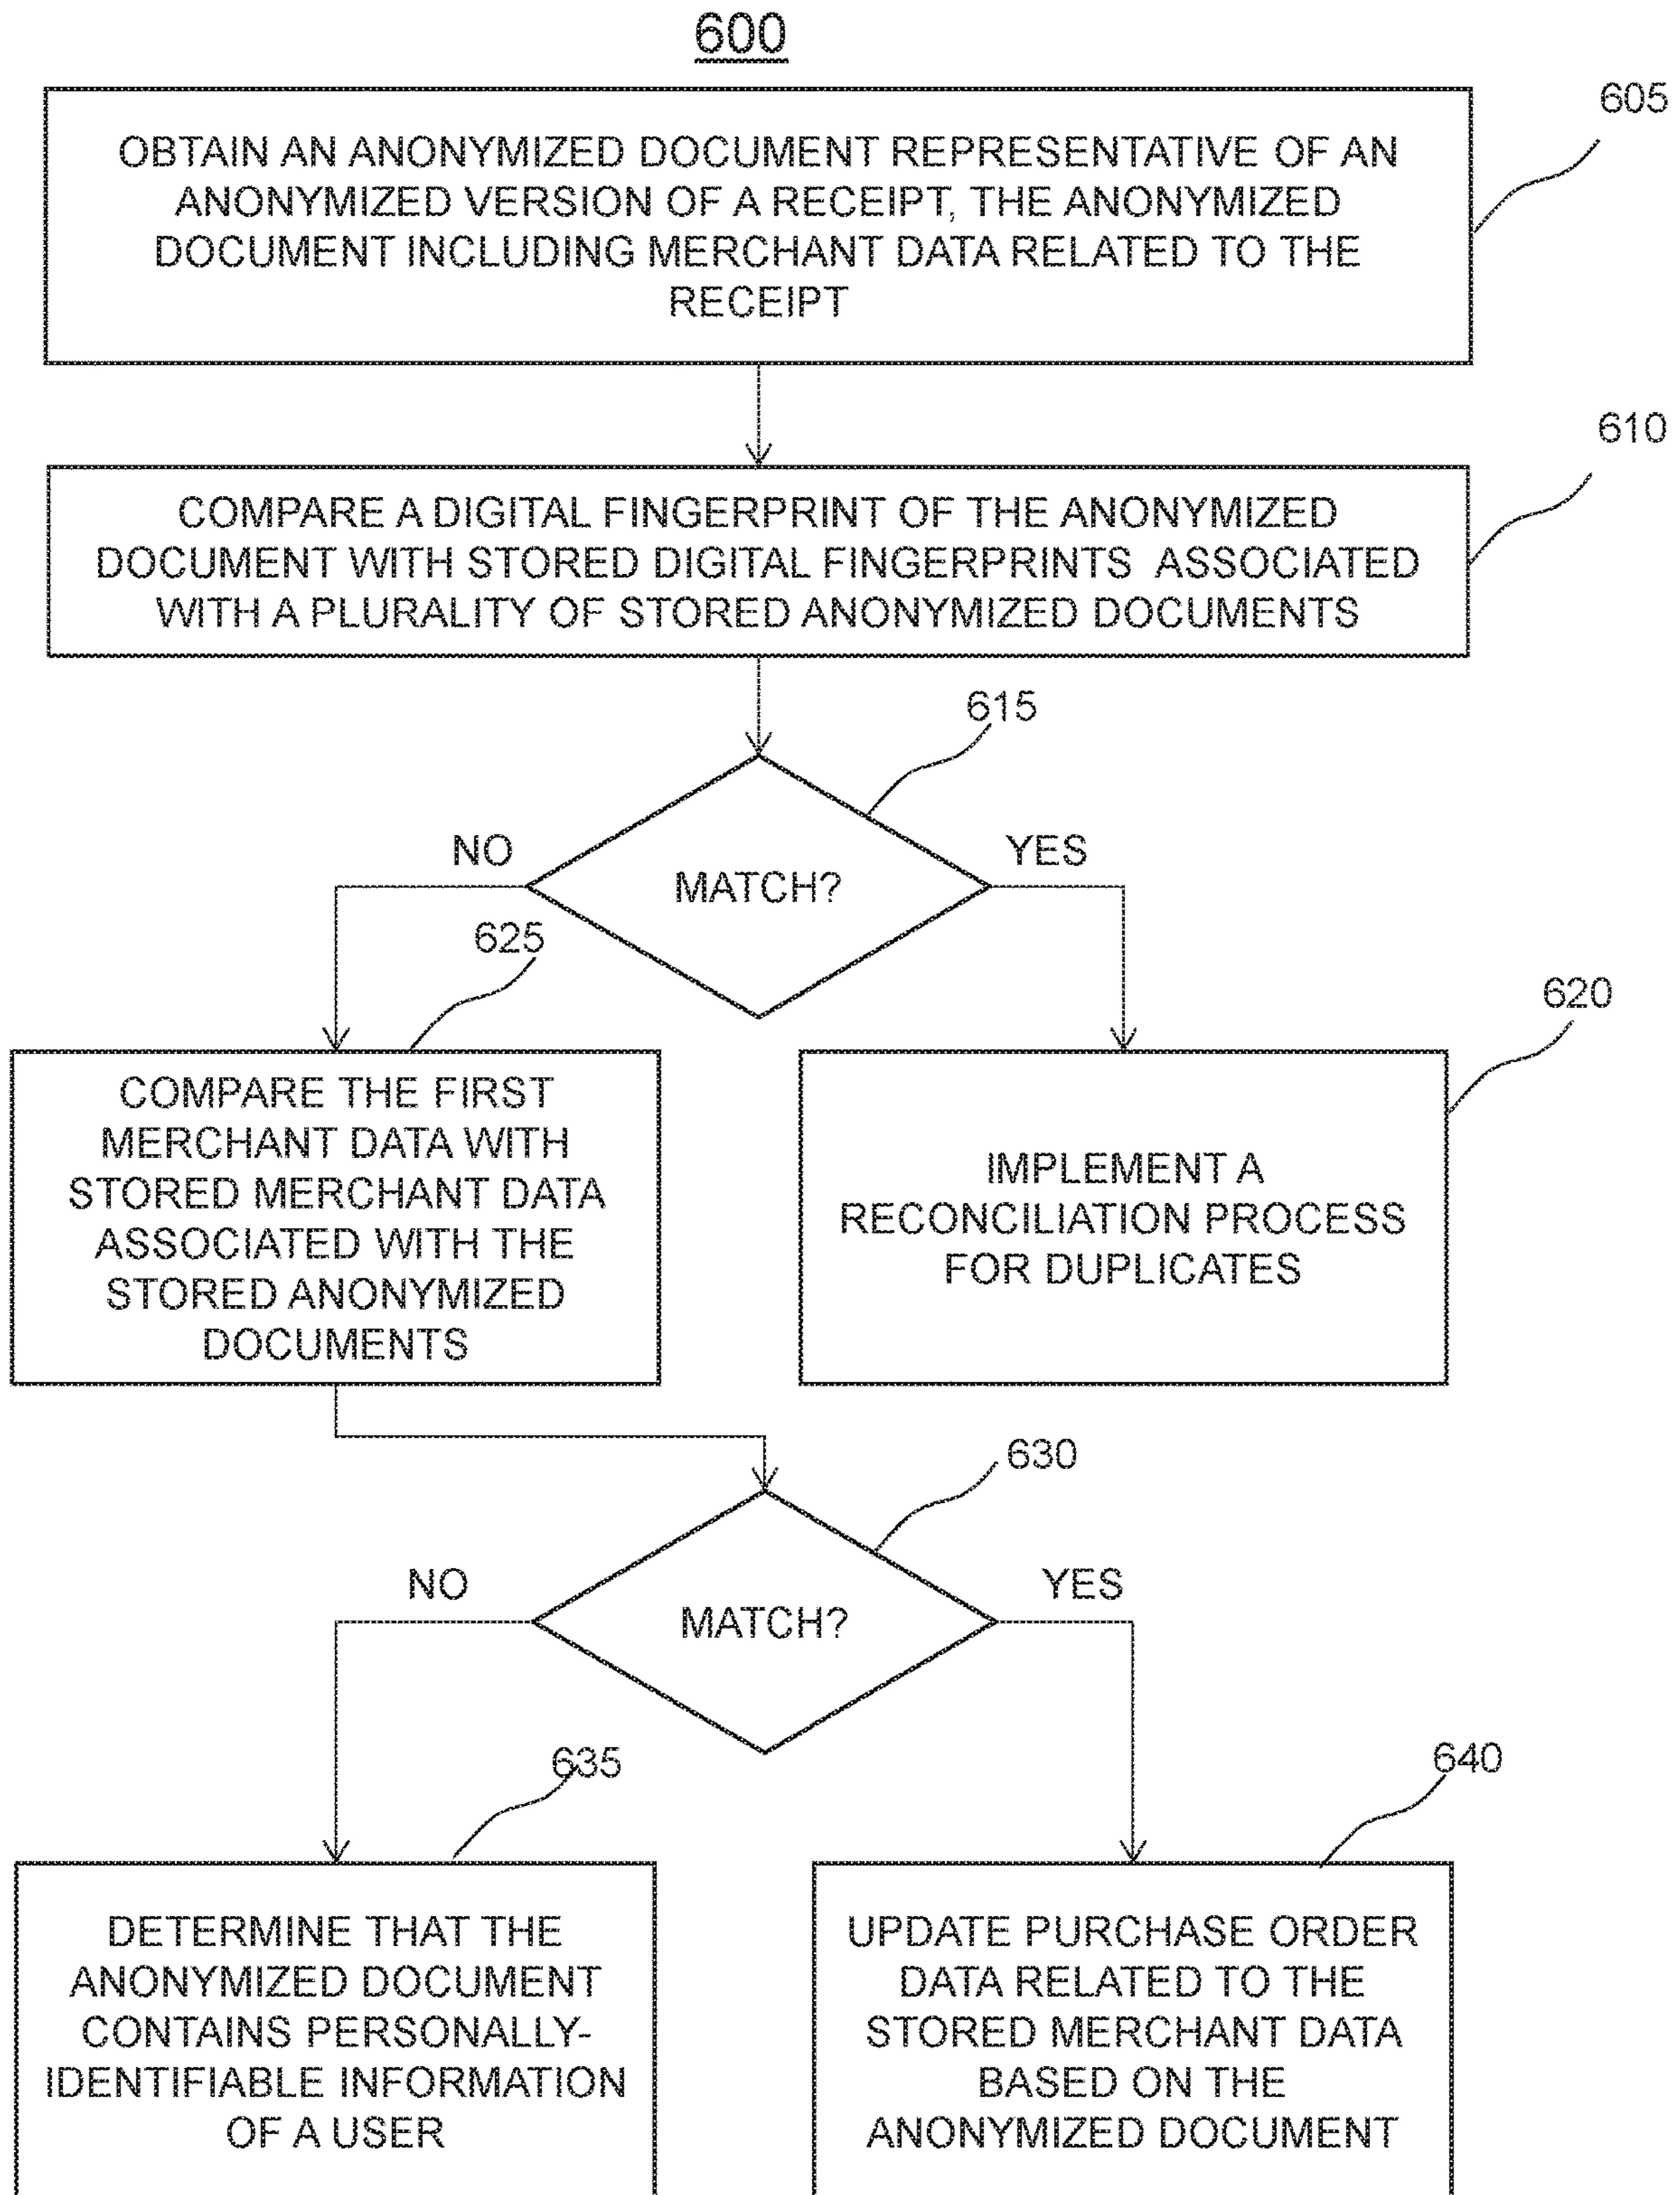 600
605
OBTAIN AN ANONYMIZED DOCUMENT REPRESENTATIVE OF AN
ANONYMIZED VERSION OF A RECEIPT, THE ANONYMIZED
DOCUMENT INCLUDING MERCHANT DATA RELATED TO THE
RECEIPT
610
COMPARE A DIGITAL FINGERPRINT OF THE ANONYMIZED
DOCUMENT WITH STORED DIGITAL FINGERPRINTS ASSOCIATED
WITH A PLURALITY OF STORED ANONYMIZED DOCUMENTS
615
NO
YES
MATCH?
625
620
COMPARE THE FIRST
MERCHANT DATA WITH
STORED MERCHANT DATA
ASSOCIATED WITH THE
STORED ANONYMIZED
DOCUMENTS
IMPLEMENT A
RECONCILIATION PROCESS
FOR DUPLICATES
630
NO
YES
MATCH?
635
640
DETERMINE THAT THE
ANONYMIZED DOCUMENT
CONTAINS PERSONALLY-
IDENTIFIABLE INFORMATION
OF A USER
UPDATE PURCHASE ORDER
DATA RELATED TO THE
STORED MERCHANT DATA
BASED ON THE
ANONYMIZED DOCUMENT